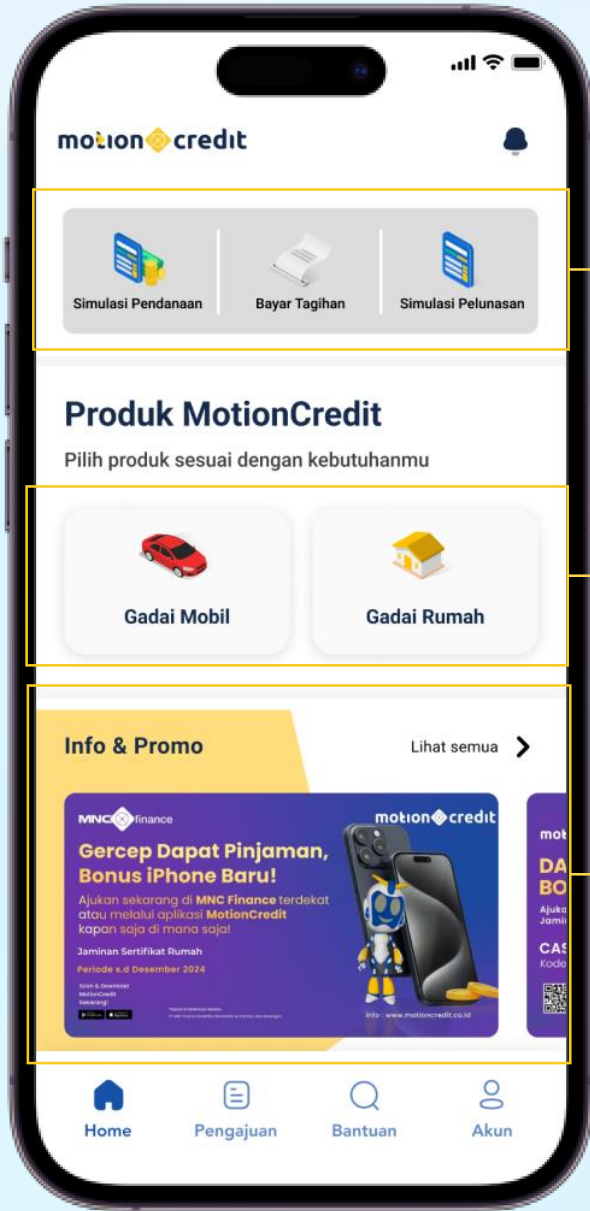 motion credit
Simulasi Pendanaan
Bayar Tagihan
Simulasi Pelunasan
Produk MotionCredit
Pilih produk sesuai dengan kebutuhanmu
Gadai Mobil
Gadai Rumah
Info & Promo
Lihat semua
MNC finance
motion credit
Gercep Dapat Pinjaman,
Bonus iPhone Baru!
Ajukan sekarang di MNC Finance terdekat
atau melalui aplikasi MotionCredit
kapan saja di mana saja!
Jaminan Sertifikat Rumah
Periode s.d Desember 2024
Scan & Download
MotionCredit
Sekarang!
Info : www.motioncredit.co.id
Home
Pengajuan
Bantuan
Akun